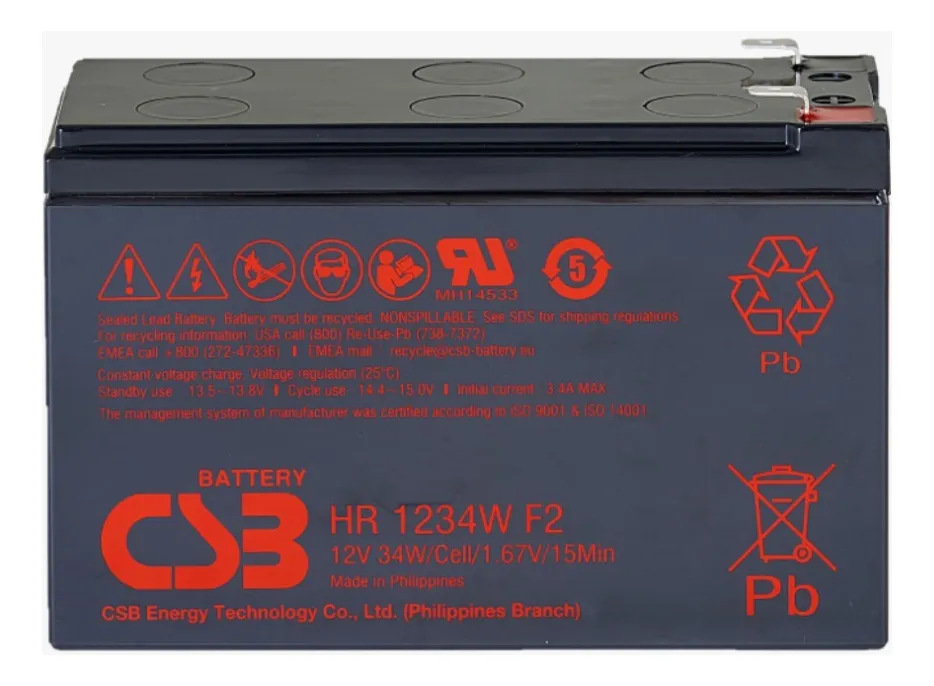 UL® 5
MH14533
Sealed Lead Battery. Battery must be recycled. NONSPILLABLE. See SDS for shipping regulations.
For recycling information: USA call (800) Re-Use-Pb (738-7372)
EMEA call +800 (272-47336) I EMEA mail : recycle@csb-battery.eu
Constant voltage charge: Voltage regulation (25°C)
Standby use : 13.5~13.8V I Cycle use : 14.4~15.0V I Initial current : 3.4A MAX
The management system of manufacturer was certified according to ISO 9001 & ISO 14001.
Pb
BATTERY
CSB
HR 1234W F2
12V 34W/Cell/1.67V/15Min
Made in Philippines
CSB Energy Technology Co., Ltd. (Philippines Branch)
Pb